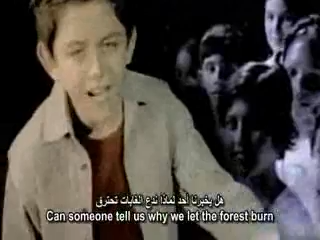 هل يخبرنا أحد لماذا ندع الغابات تحترق
Can someone tell us why we let the forest burn